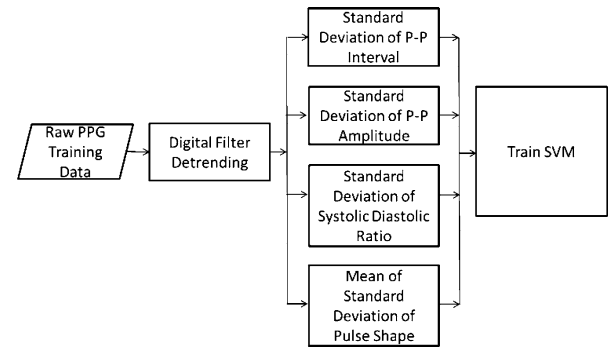 Raw PPG
Training
Data
Digital Filter
Detrending
Standard
Deviation of P-P
Interval
Standard
Deviation of P-P
Amplitude
Standard
Deviation of
Systolic Diastolic
Ratio
Mean of
Standard
Deviation of
Pulse Shape
Train SVM